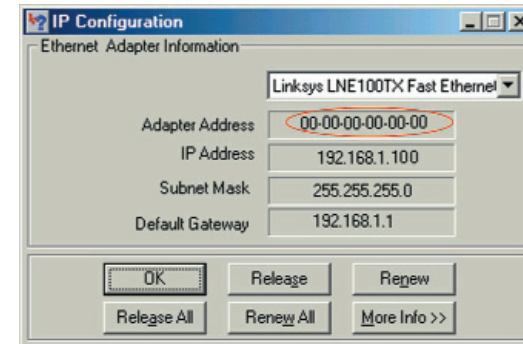 IP Configuration
Ethernet Adapter Information
Linksys LNE100TX Fast Ethernet
Adapter Address 00-00-00-00-00-00
IP Address 192.168.1.100
Subnet Mask 255.255.255.0
Default Gateway 192.168.1.1
OK Release Renew
Release All Renew All More Info >>